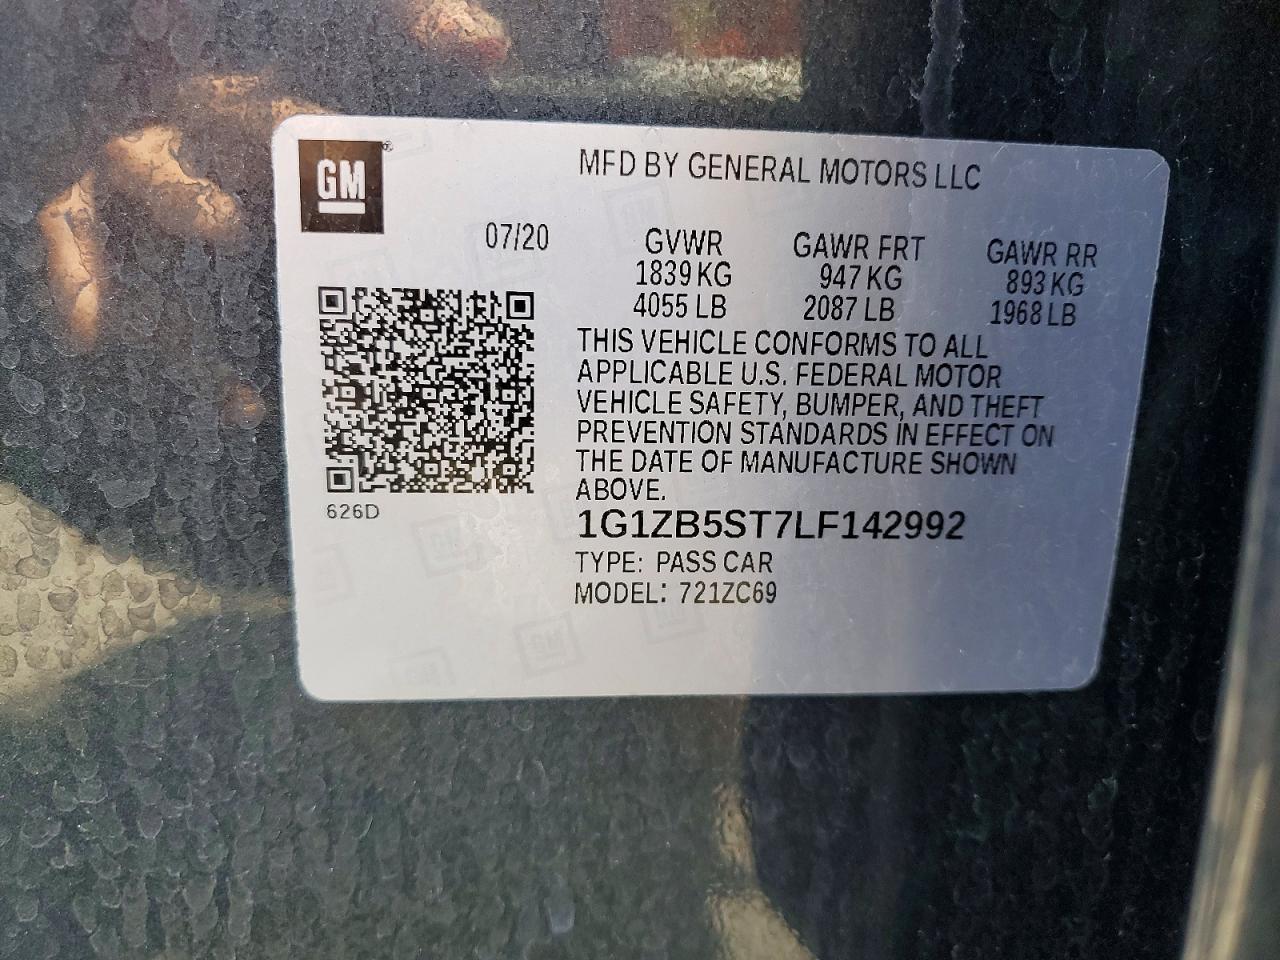 GM
MFD BY GENERAL MOTORS LLC
07/20
GVWR GAWR FRT GAWR RR
1839 KG 947 KG 893 KG
4055 LB 2087 LB 1968 LB
THIS VEHICLE CONFORMS TO ALL
APPLICABLE U.S. FEDERAL MOTOR
VEHICLE SAFETY, BUMPER, AND THEFT
PREVENTION STANDARDS IN EFFECT ON
THE DATE OF MANUFACTURE SHOWN
ABOVE.
626D
1G1ZB5ST7LF142992
TYPE: PASS CAR
MODEL: 721ZC69